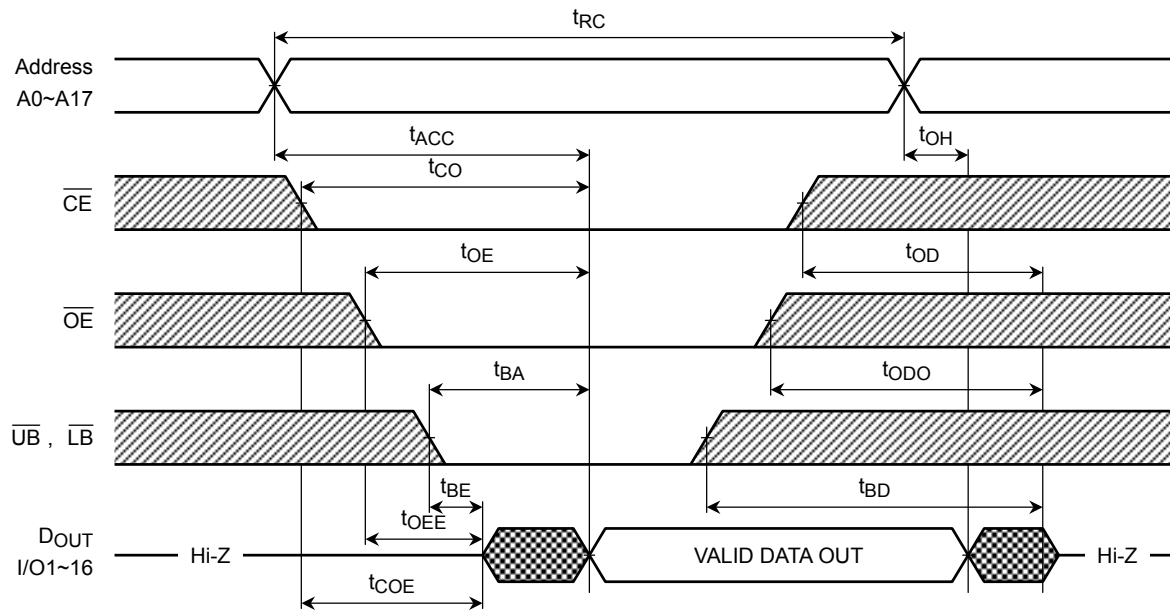 tRC
Address
A0~A17
tACC
tOH
tCO
CE
tOE
tOD
OE
tBA
tODO
UB , LB
tBE
tBD
tOEE
DOUT
I/O1~16
Hi-Z
VALID DATA OUT
Hi-Z
tCOE